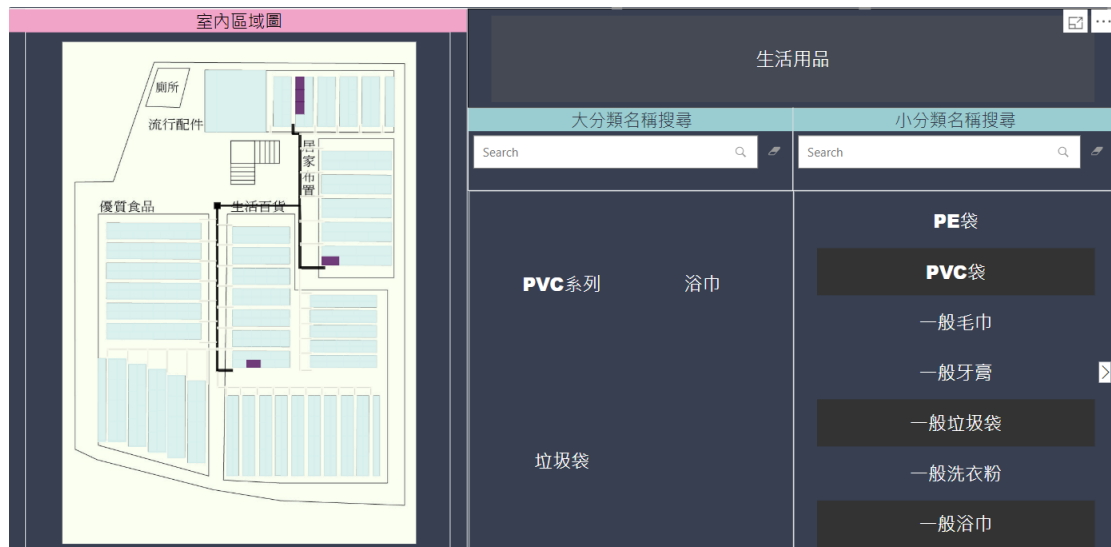 室內區域圖
廁所
流行配件
居家布置
優質食品
生活百貨
生活用品
大分類名稱搜尋
Search
PVC系列
浴巾
垃圾袋
小分類名稱搜尋
Search
PE袋
PVC袋
一般毛巾
一般牙膏
一般垃圾袋
一般洗衣粉
一般浴巾